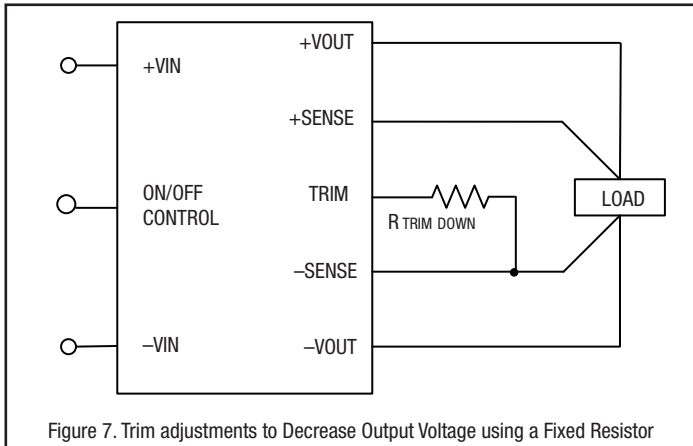 +VOUT
+VIN
+SENSE
ON/OFF
CONTROL
TRIM
LOAD
R TRIM DOWN
–SENSE
–VIN
–VOUT
Figure 7. Trim adjustments to Decrease Output Voltage using a Fixed Resistor